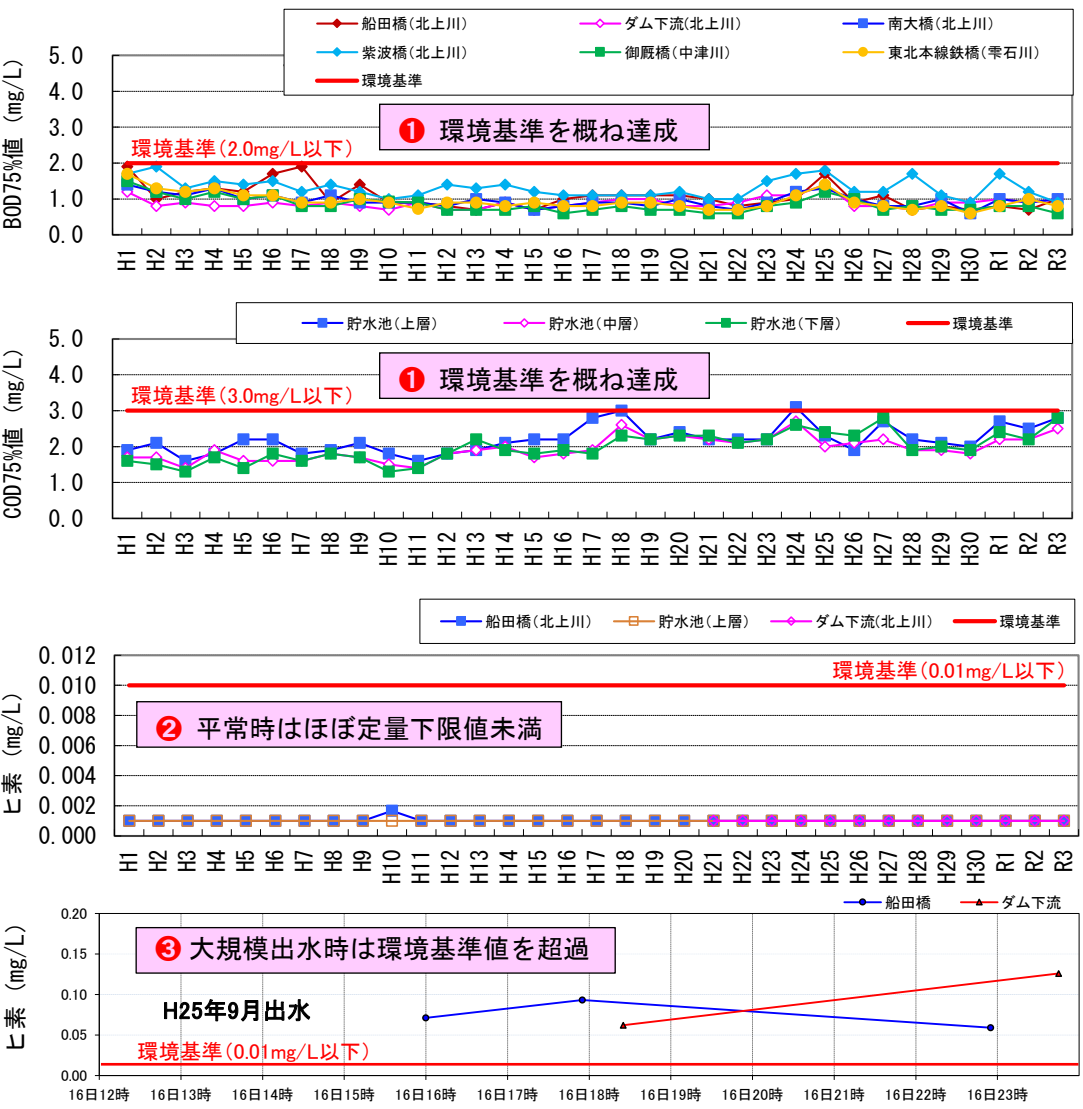 船田橋(北上川) ダム下流(北上川) 南大橋(北上川)
紫波橋(北上川) 御厩橋(中津川) 東北本線鉄橋(雫石川)
環境基準
BOD75%値 (mg/L)
5.0
4.0
3.0
2.0
1.0
0.0
❶ 環境基準を概ね達成
環境基準(2.0mg/L以下)
H1 H2 H3 H4 H5 H6 H7 H8 H9 H10 H11 H12 H13 H14 H15 H16 H17 H18 H19 H20 H21 H22 H23 H24 H25 H26 H27 H28 H29 H30 R1 R2 R3
貯水池(上層) 貯水池(中層) 貯水池(下層) 環境基準
COD75%値 (mg/L)
5.0
4.0
3.0
2.0
1.0
0.0
❶ 環境基準を概ね達成
環境基準(3.0mg/L以下)
H1 H2 H3 H4 H5 H6 H7 H8 H9 H10 H11 H12 H13 H14 H15 H16 H17 H18 H19 H20 H21 H22 H23 H24 H25 H26 H27 H28 H29 H30 R1 R2 R3
船田橋(北上川) 貯水池(上層) ダム下流(北上川) 環境基準
ヒ素 (mg/L)
0.012
0.010
0.008
0.006
0.004
0.002
0.000
環境基準(0.01mg/L以下)
❷ 平常時はほぼ定量下限値未満
H1 H2 H3 H4 H5 H6 H7 H8 H9 H10 H11 H12 H13 H14 H15 H16 H17 H18 H19 H20 H21 H22 H23 H24 H25 H26 H27 H28 H29 H30 R1 R2 R3
船田橋 ダム下流
ヒ素 (mg/L)
0.20
0.15
0.10
0.05
0.00
❸ 大規模出水時は環境基準値を超過
H25年9月出水
環境基準(0.01mg/L以下)
16日12時 16日13時 16日14時 16日15時 16日16時 16日17時 16日18時 16日19時 16日20時 16日21時 16日22時 16日23時